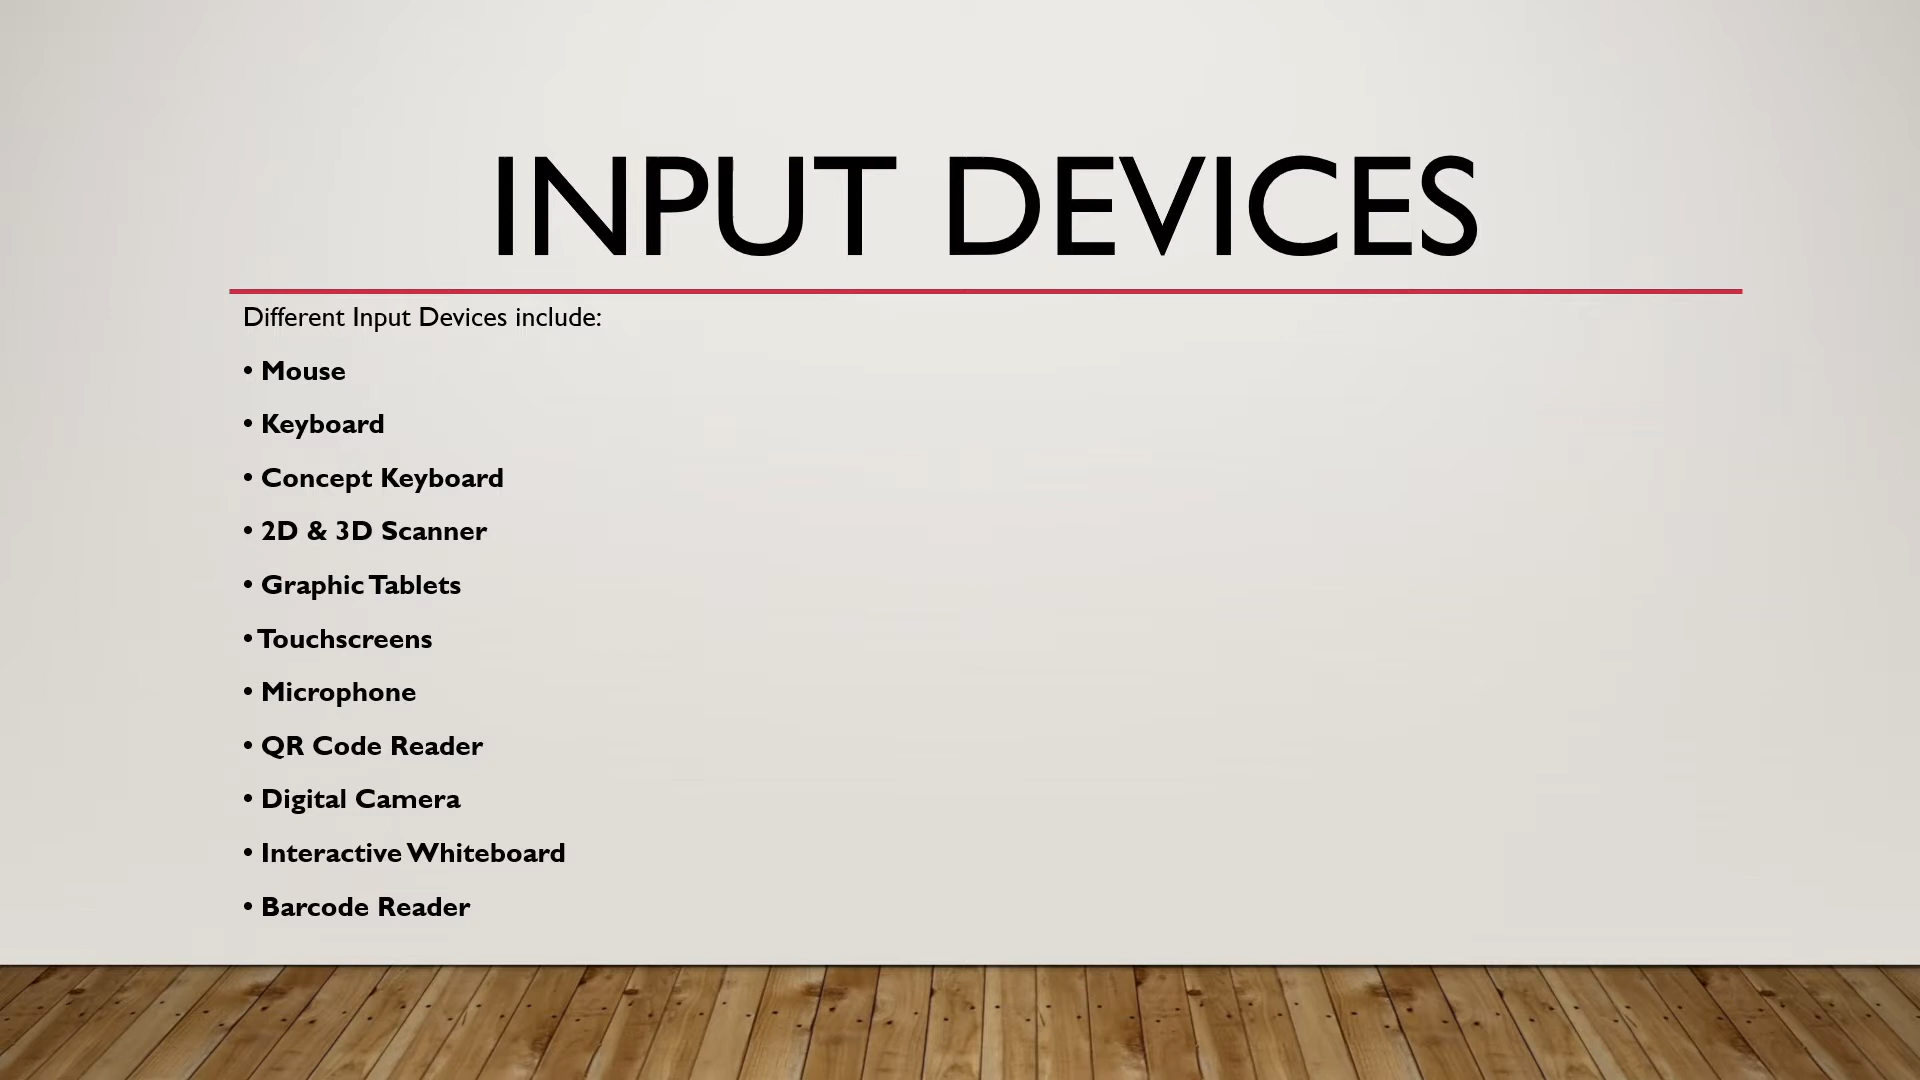 INPUT DEVICES
Different Input Devices include:
• Mouse
• Keyboard
• Concept Keyboard
• 2D & 3D Scanner
• Graphic Tablets
• Touchscreens
• Microphone
• QR Code Reader
• Digital Camera
• Interactive Whiteboard
• Barcode Reader